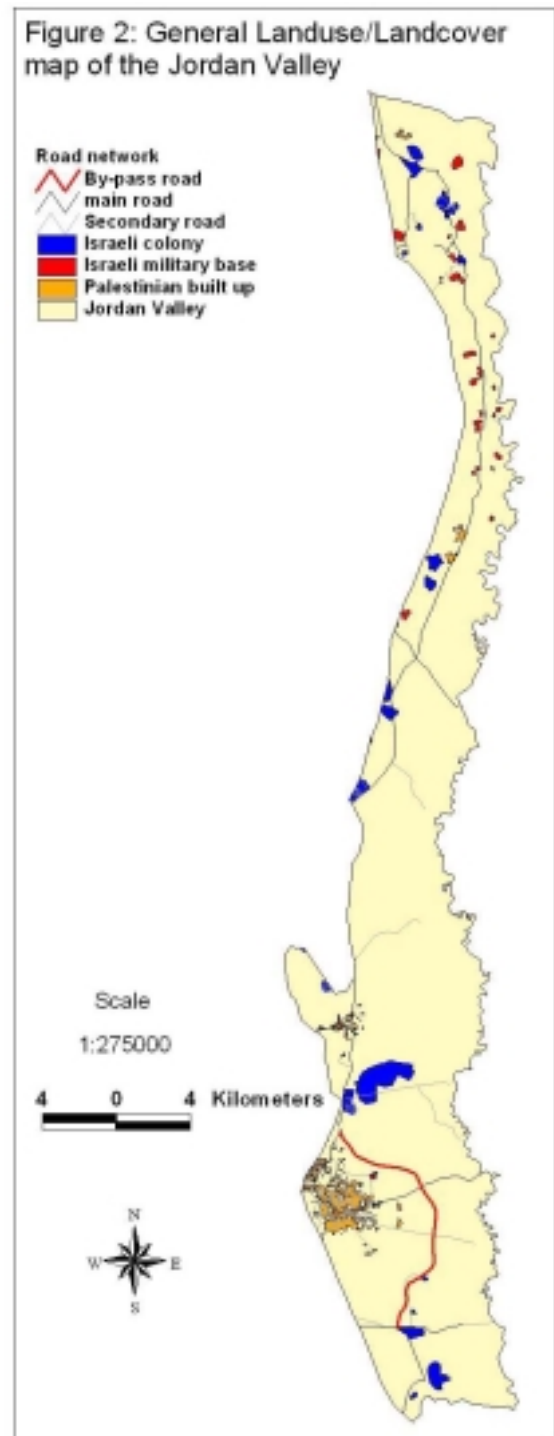 Figure 2: General Landuse/Landcover
map of the Jordan Valley
Road network
By-pass road
main road
Secondary road
Israeli colony
Israeli military base
Palestinian built up
Jordan Valley
Scale
1:275000
4 0 4 Kilometers
N
W E
S